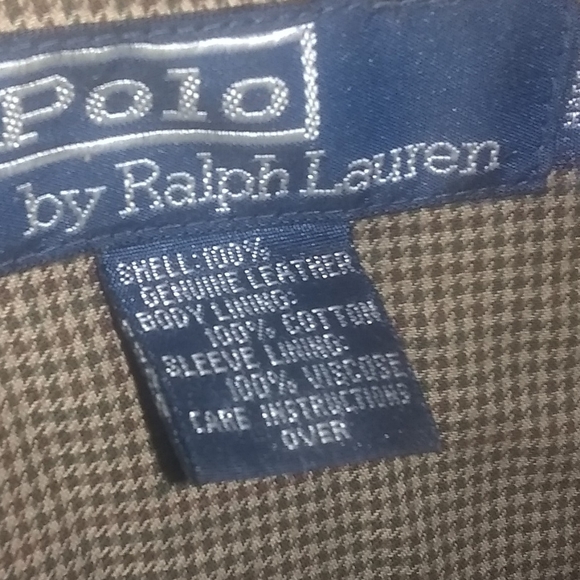 Polo
by Ralph Lauren
SHELL: 100%
GENUINE LEATHER
BODY LINING:
100% COTTON
SLEEVE LINING:
100% VISCOSE
CARE INSTRUCTIONS
OVER